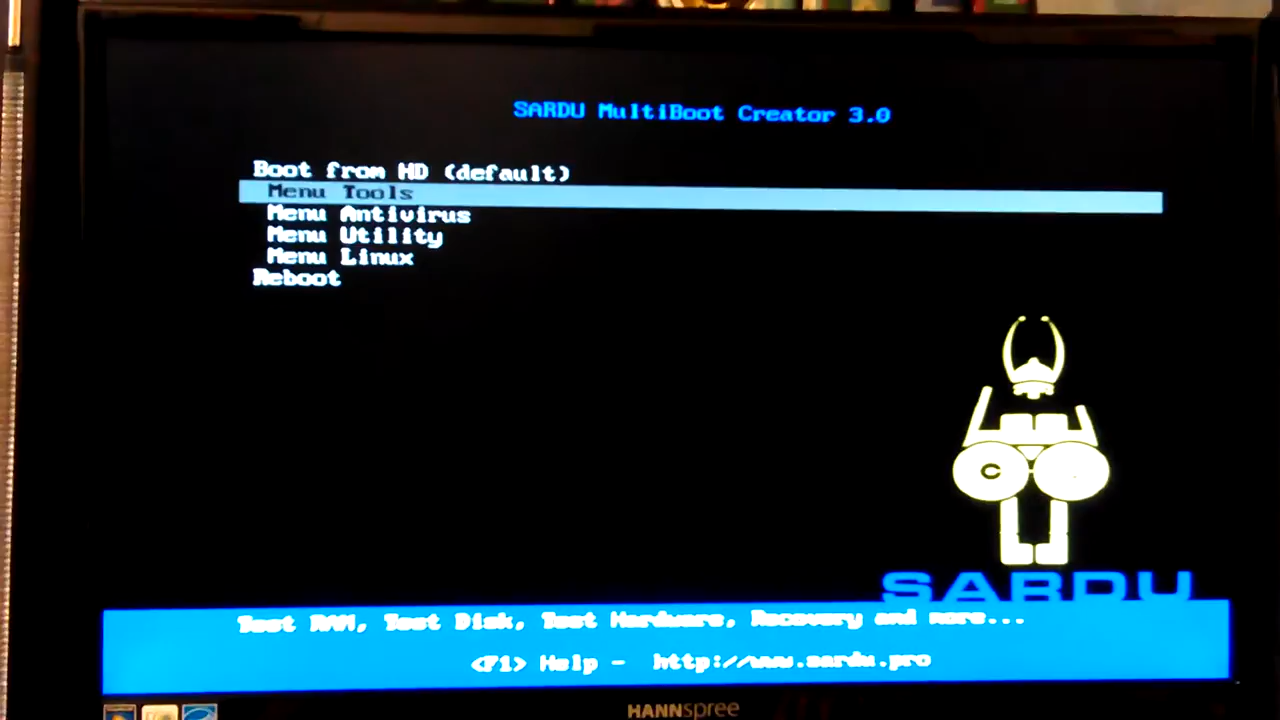 SARDU MultiBoot Creator 3.0
Boot from HD (default)
Menu Tools
Menu Antivirus
Menu Utility
Menu Linux
Reboot
C
SARDU
Test RAM, Test Disk, Test Hardware, Recovery and more...
<F1> Help - http://www.sardu.pro
HANNspree